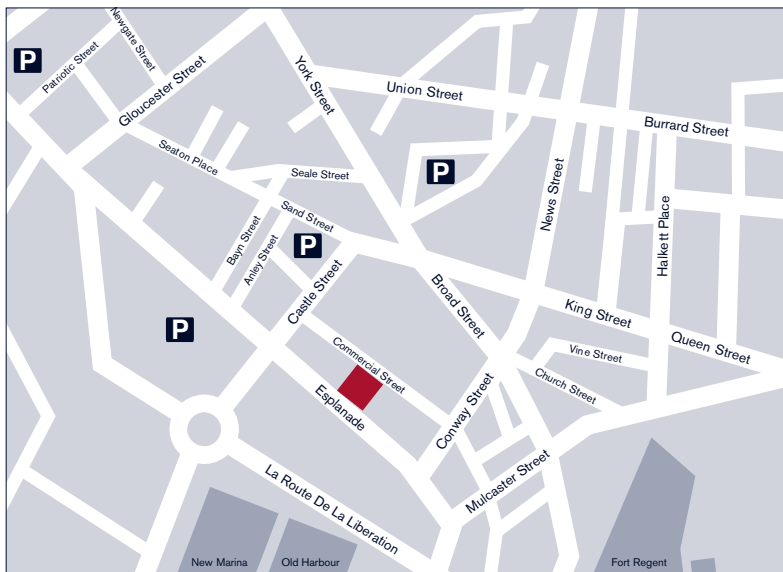 Newgate Street
P
Patriotic Street
York Street
Gloucester Street
Union Street
Burrard Street
Seaton Place
Seale Street
P
News Street
Halkett Place
Sand Street
Bayn Street
Anley Street
P
Castle Street
Broad Street
King Street
P
Queen Street
Commercial Street
Vine Street
Church Street
Esplanade
Conway Street
Mulcaster Street
La Route De La Liberation
New Marina
Old Harbour
Fort Regent